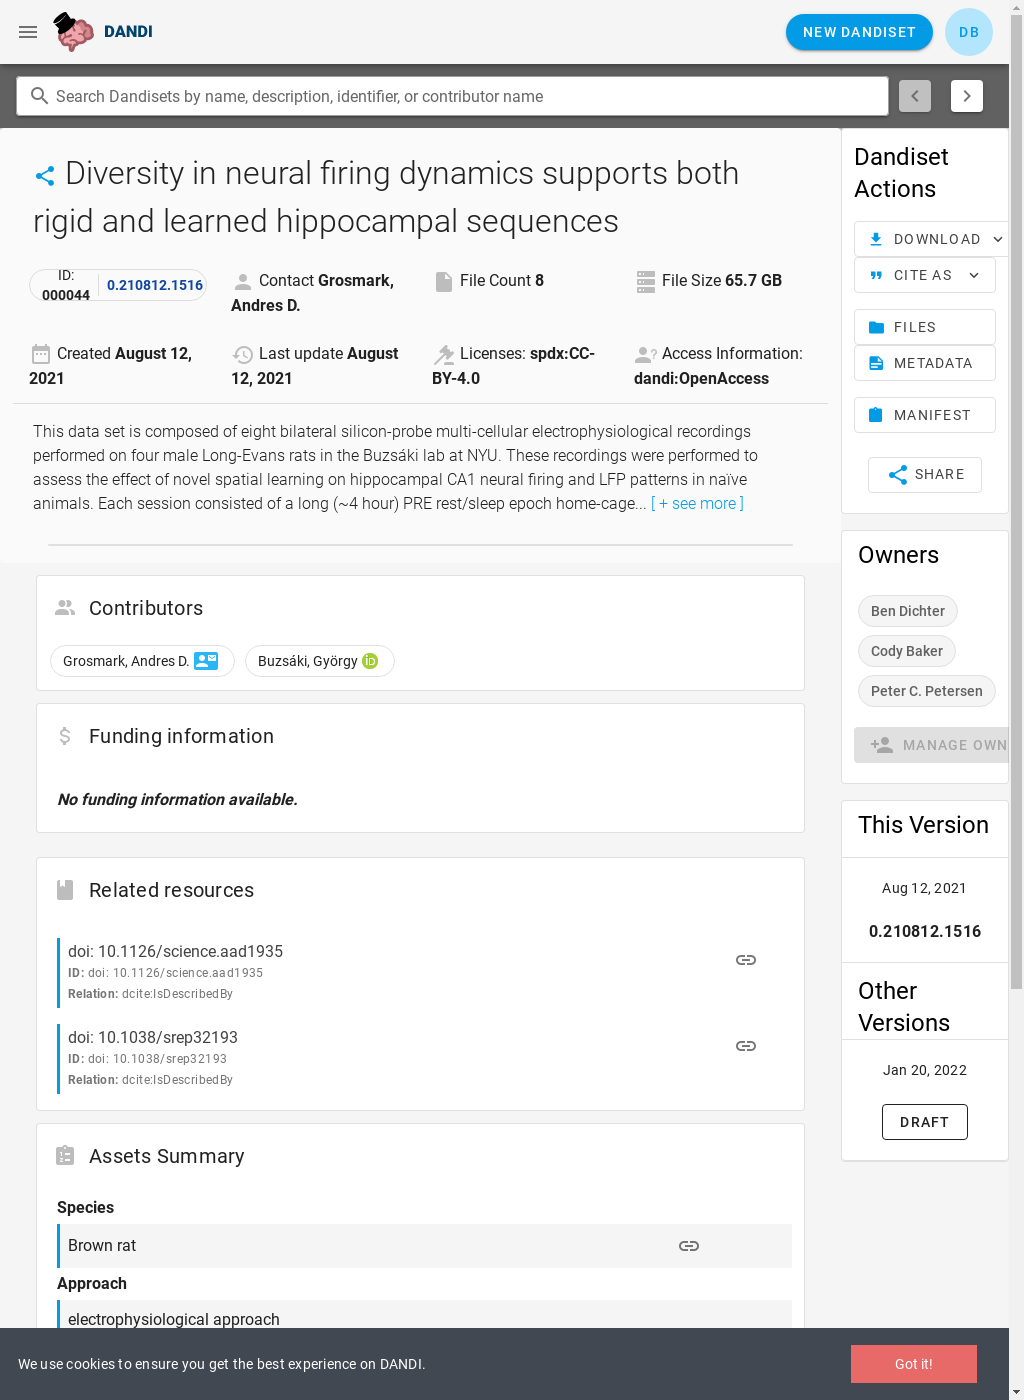 DANDI
NEW DANDISET
DB
Search Dandisets by name, description, identifier, or contributor name
Diversity in neural firing dynamics supports both
rigid and learned hippocampal sequences
ID:
000044
0.210812.1516
Contact Grosmark,
Andres D.
File Count 8
File Size 65.7 GB
Created August 12,
2021
Last update August
12, 2021
Licenses: spdx:CC-
BY-4.0
Access Information:
dandi:OpenAccess
This data set is composed of eight bilateral silicon-probe multi-cellular electrophysiological recordings
performed on four male Long-Evans rats in the Buzsáki lab at NYU. These recordings were performed to
assess the effect of novel spatial learning on hippocampal CA1 neural firing and LFP patterns in naïve
animals. Each session consisted of a long (~4 hour) PRE rest/sleep epoch home-cage... [ + see more ]
Contributors
Grosmark, Andres D.
Buzsáki, György
Funding information
No funding information available.
Related resources
doi: 10.1126/science.aad1935
ID: doi: 10.1126/science.aad1935
Relation: dcite:IsDescribedBy
doi: 10.1038/srep32193
ID: doi: 10.1038/srep32193
Relation: dcite:IsDescribedBy
Assets Summary
Species
Brown rat
Approach
electrophysiological approach
Dandiset
Actions
DOWNLOAD
CITE AS
FILES
METADATA
MANIFEST
SHARE
Owners
Ben Dichter
Cody Baker
Peter C. Petersen
MANAGE OWN
This Version
Aug 12, 2021
0.210812.1516
Other
Versions
Jan 20, 2022
DRAFT
We use cookies to ensure you get the best experience on DANDI.
Got it!